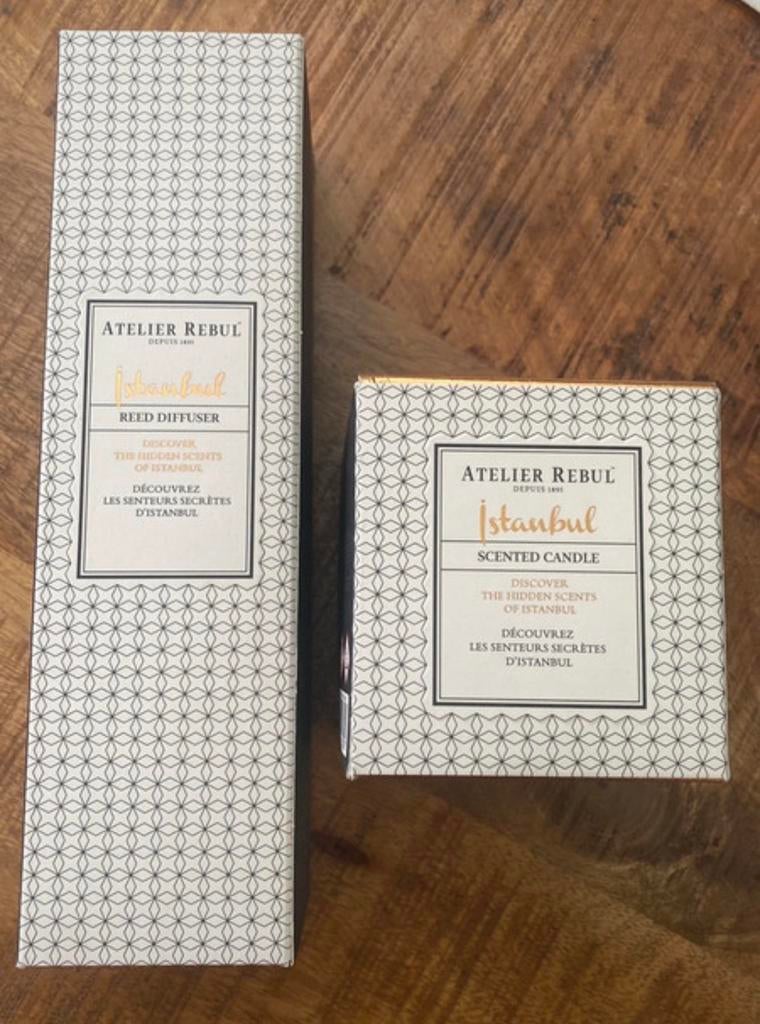 ATELIER REBUL
DEPUIS 1895
İstanbul
REED DIFFUSER
DISCOVER
THE HIDDEN SCENTS
OF ISTANBUL
DÉCOUVREZ
LES SENTEURS SECRÈTES
D'ISTANBUL
ATELIER REBUL
DEPUIS 1895
İstanbul
SCENTED CANDLE
DISCOVER
THE HIDDEN SCENTS
OF ISTANBUL
DÉCOUVREZ
LES SENTEURS SECRÈTES
D'ISTANBUL